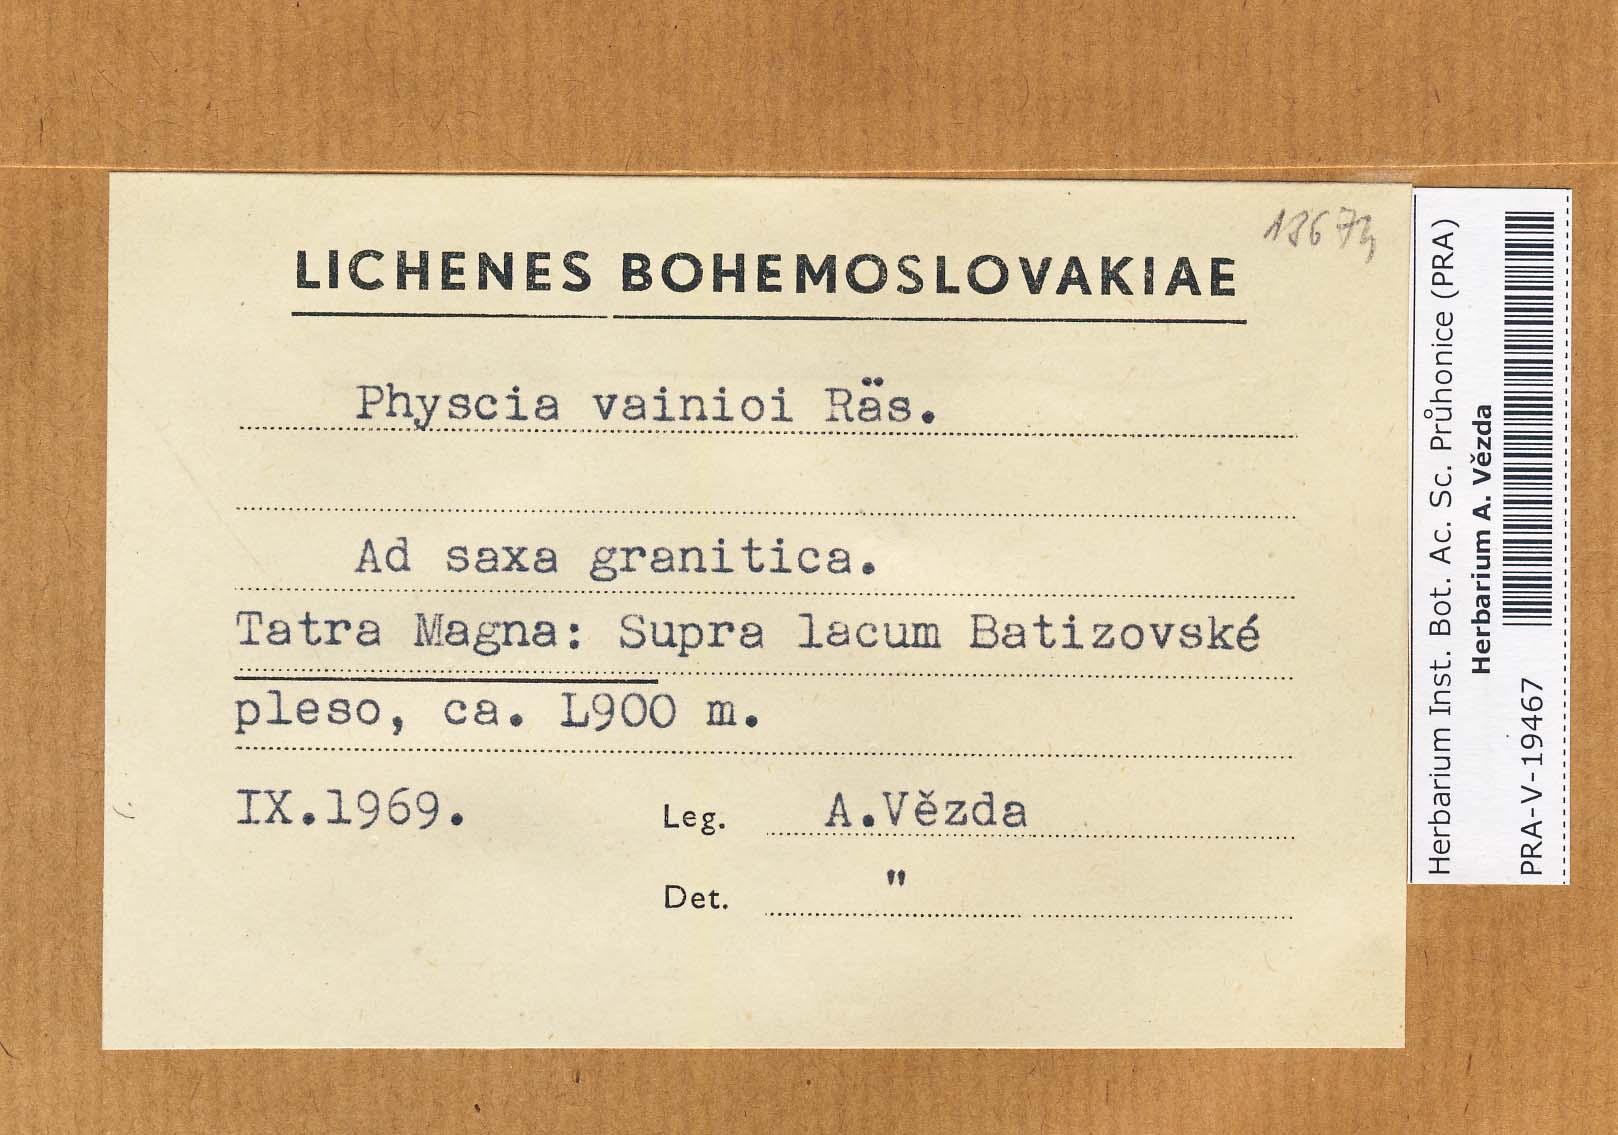 LICHENES BOHEMOSLOVAKIAE
Physcia vainioi Räs.
Ad saxa granitica.
Tatra Magna: Supra lacum Batizovské
pleso, ca. L900 m.
IX.1969. Leg. A.Vězda
Det. "
Herbarium Inst. Bot. Ac. Sc. Průhonice (PRA)
Herbarium A. Vězda
PRA-V-19467